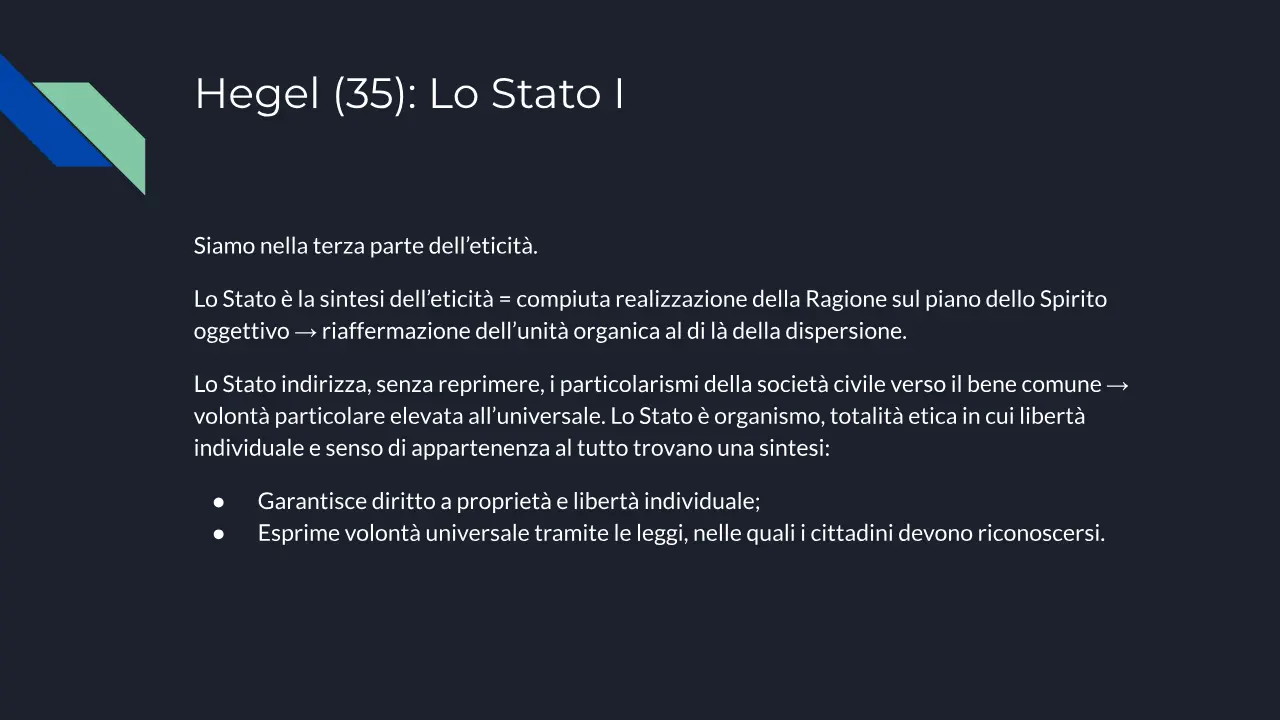 Hegel (35): Lo Stato I
Siamo nella terza parte dell’eticità.
Lo Stato è la sintesi dell’eticità = compiuta realizzazione della Ragione sul piano dello Spirito
oggettivo → riaffermazione dell’unità organica al di là della dispersione.
Lo Stato indirizza, senza reprimere, i particolarismi della società civile verso il bene comune →
volontà particolare elevata all’universale. Lo Stato è organismo, totalità etica in cui libertà
individuale e senso di appartenenza al tutto trovano una sintesi:
● Garantisce diritto a proprietà e libertà individuale;
● Esprime volontà universale tramite le leggi, nelle quali i cittadini devono riconoscersi.